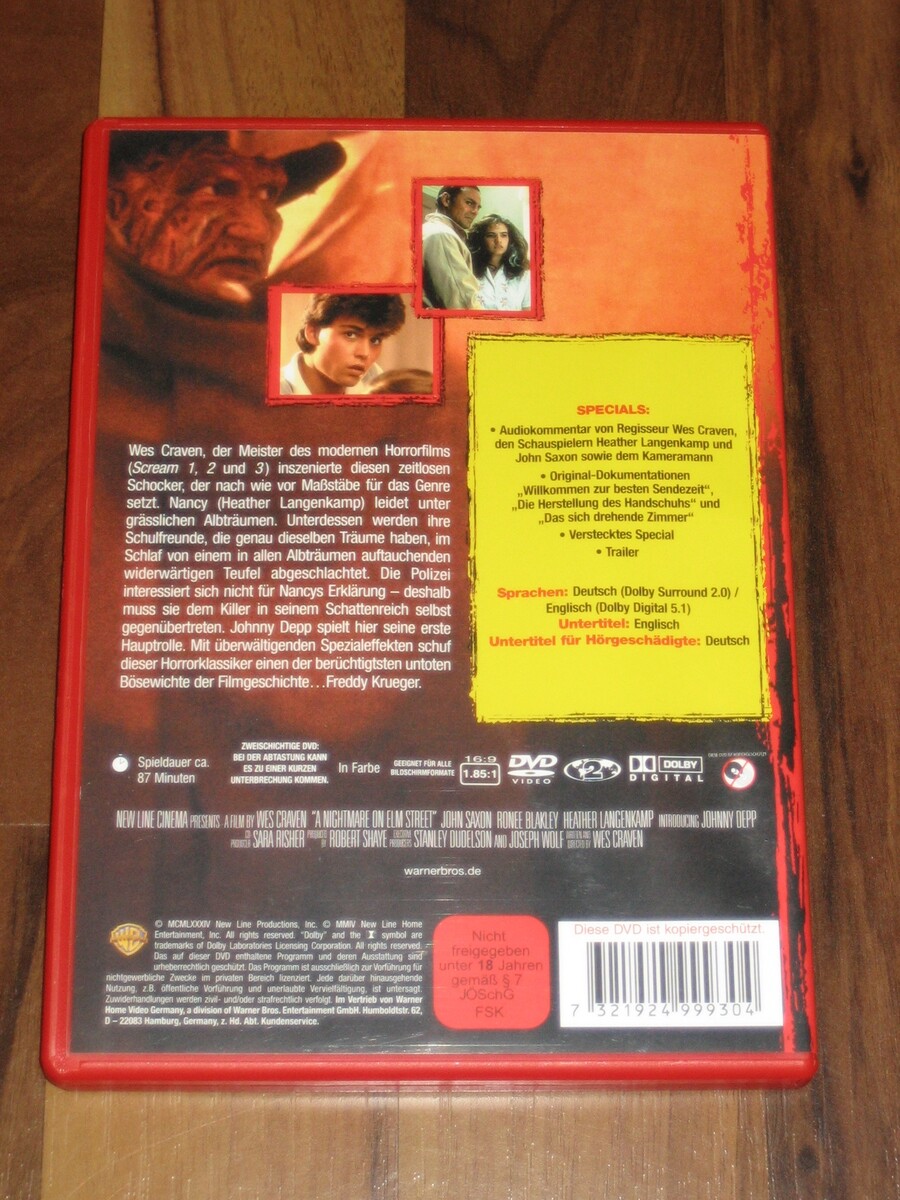 Wes Craven, der Meister des modernen Horrorfilms
(Scream 1, 2 und 3) inszenierte diesen zeitlosen
Schocker, der nach wie vor Maßstäbe für das Genre
setzt. Nancy (Heather Langenkamp) leidet unter
grässlichen Albträumen. Unterdessen werden ihre
Schulfreunde, die genau dieselben Träume haben, im
Schlaf von einem in allen Albträumen auftauchenden
widerwärtigen Teufel abgeschlachtet. Die Polizei
interessiert sich nicht für Nancys Erklärung – deshalb
muss sie dem Killer in seinem Schattenreich selbst
gegenübertreten. Johnny Depp spielt hier seine erste
Hauptrolle. Mit überwältigenden Spezialeffekten schuf
dieser Horrorklassiker einen der berüchtigtsten untoten
Bösewichte der Filmgeschichte…Freddy Krueger.
SPECIALS:
• Audiokommentar von Regisseur Wes Craven,
den Schauspielern Heather Langenkamp und
John Saxon sowie dem Kameramann
• Original-Dokumentationen
„Willkommen zur besten Sendezeit“,
„Die Herstellung des Handschuhs“ und
„Das sich drehende Zimmer“
• Verstecktes Special
• Trailer
Sprachen: Deutsch (Dolby Surround 2.0) /
Englisch (Dolby Digital 5.1)
Untertitel: Englisch
Untertitel für Hörgeschädigte: Deutsch
Spieldauer ca.
87 Minuten
ZWEISCHICHTIGE DVD:
BEI DER ABTASTUNG KANN
ES ZU EINER KURZEN
UNTERBRECHUNG KOMMEN.
In Farbe
GEEIGNET FÜR ALLE
BILDSCHIRMFORMATE
16:9
1.85:1
DVD
VIDEO
2
DOLBY
DIGITAL
NEW LINE CINEMA PRESENTS A FILM BY WES CRAVEN "A NIGHTMARE ON ELM STREET" JOHN SAXON RONEE BLAKLEY HEATHER LANGENKAMP INTRODUCING JOHNNY DEPP
CO-PRODUCER SARA RISHER PRODUCED BY ROBERT SHAYE EXECUTIVE PRODUCERS STANLEY DUDELSON AND JOSEPH WOLF WRITTEN AND DIRECTED BY WES CRAVEN
warnerbros.de
WB
© MCMLXXXIV New Line Productions, Inc. © MMIV New Line Home
Entertainment, Inc. All rights reserved. "Dolby" and the symbol are
trademarks of Dolby Laboratories Licensing Corporation. All rights reserved.
Das auf dieser DVD enthaltene Programm und deren Ausstattung sind
urheberrechtlich geschützt. Das Programm ist ausschließlich zur Vorführung für
nichtgewerbliche Zwecke im privaten Bereich lizenziert. Jede darüber hinausgehende
Nutzung, z.B. öffentliche Vorführung und unerlaubte Vervielfältigung, ist untersagt.
Zuwiderhandlungen werden zivil- und/oder strafrechtlich verfolgt. Im Vertrieb von Warner
Home Video Germany, a division of Warner Bros. Entertainment GmbH. Humboldtstr. 62,
D – 22083 Hamburg, Germany, z. Hd. Abt. Kundenservice.
Nicht
freigegeben
unter 18 Jahren
gemäß § 7
JÖSchG
FSK
Diese DVD ist kopiergeschützt.
7 321924 999304